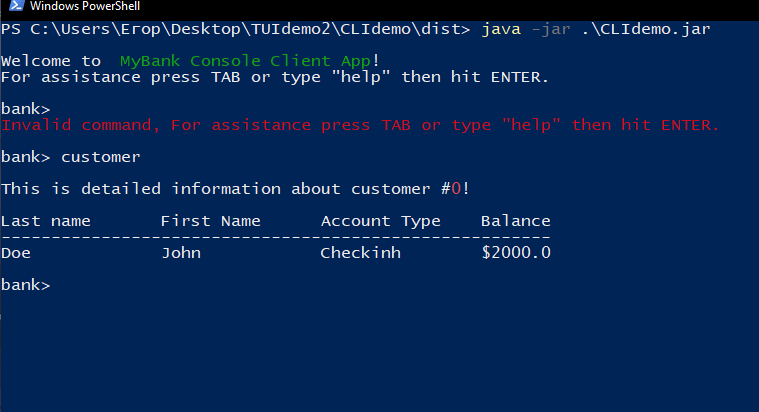 Windows PowerShell
PS C:\Users\Erop\Desktop\TUIdemo2\CLIdemo\dist> java -jar .\CLIdemo.jar
Welcome to  MyBank Console Client App!
For assistance press TAB or type "help" then hit ENTER.
bank>
Invalid command, For assistance press TAB or type "help" then hit ENTER.
bank> customer
This is detailed information about customer #0!
Last name       First Name      Account Type    Balance
-------------------------------------------------------
Doe             John            Checkinh        $2000.0
bank>